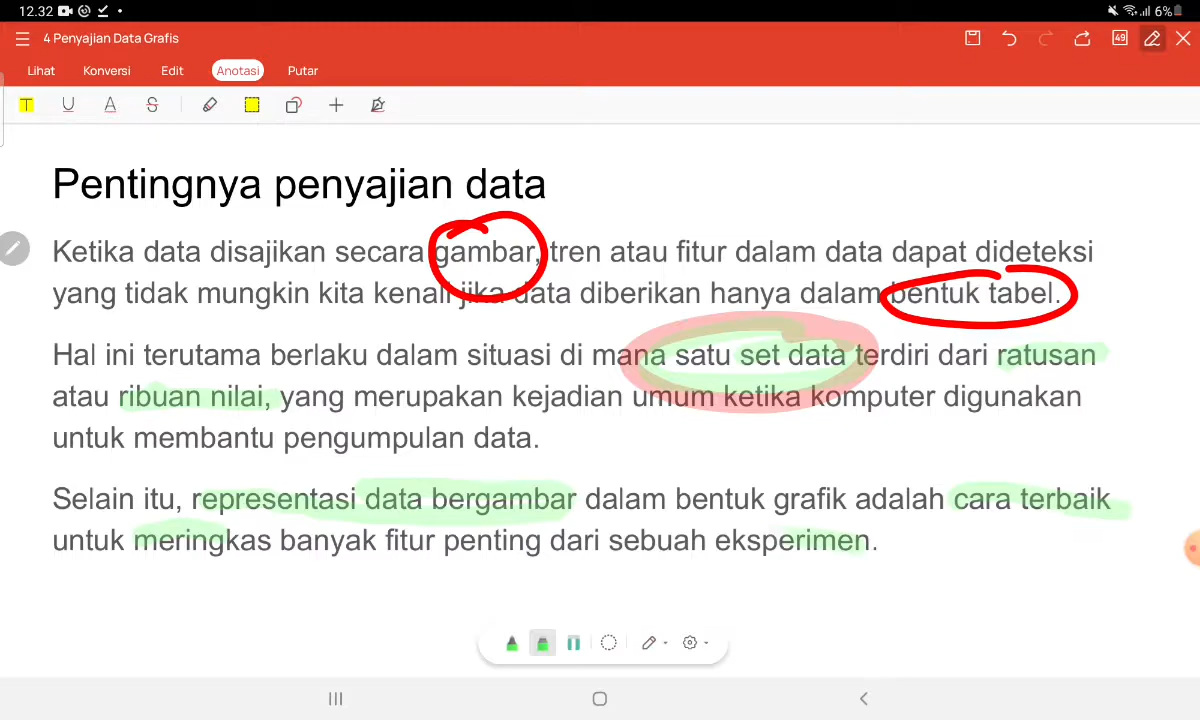 12.32
6%
4 Penyajian Data Grafis
49
Lihat Konversi Edit Anotasi Putar
T U A S
Pentingnya penyajian data
Ketika data disajikan secara gambar, tren atau fitur dalam data dapat dideteksi
yang tidak mungkin kita kenali jika data diberikan hanya dalam bentuk tabel.
Hal ini terutama berlaku dalam situasi di mana satu set data terdiri dari ratusan
atau ribuan nilai, yang merupakan kejadian umum ketika komputer digunakan
untuk membantu pengumpulan data.
Selain itu, representasi data bergambar dalam bentuk grafik adalah cara terbaik
untuk meringkas banyak fitur penting dari sebuah eksperimen.